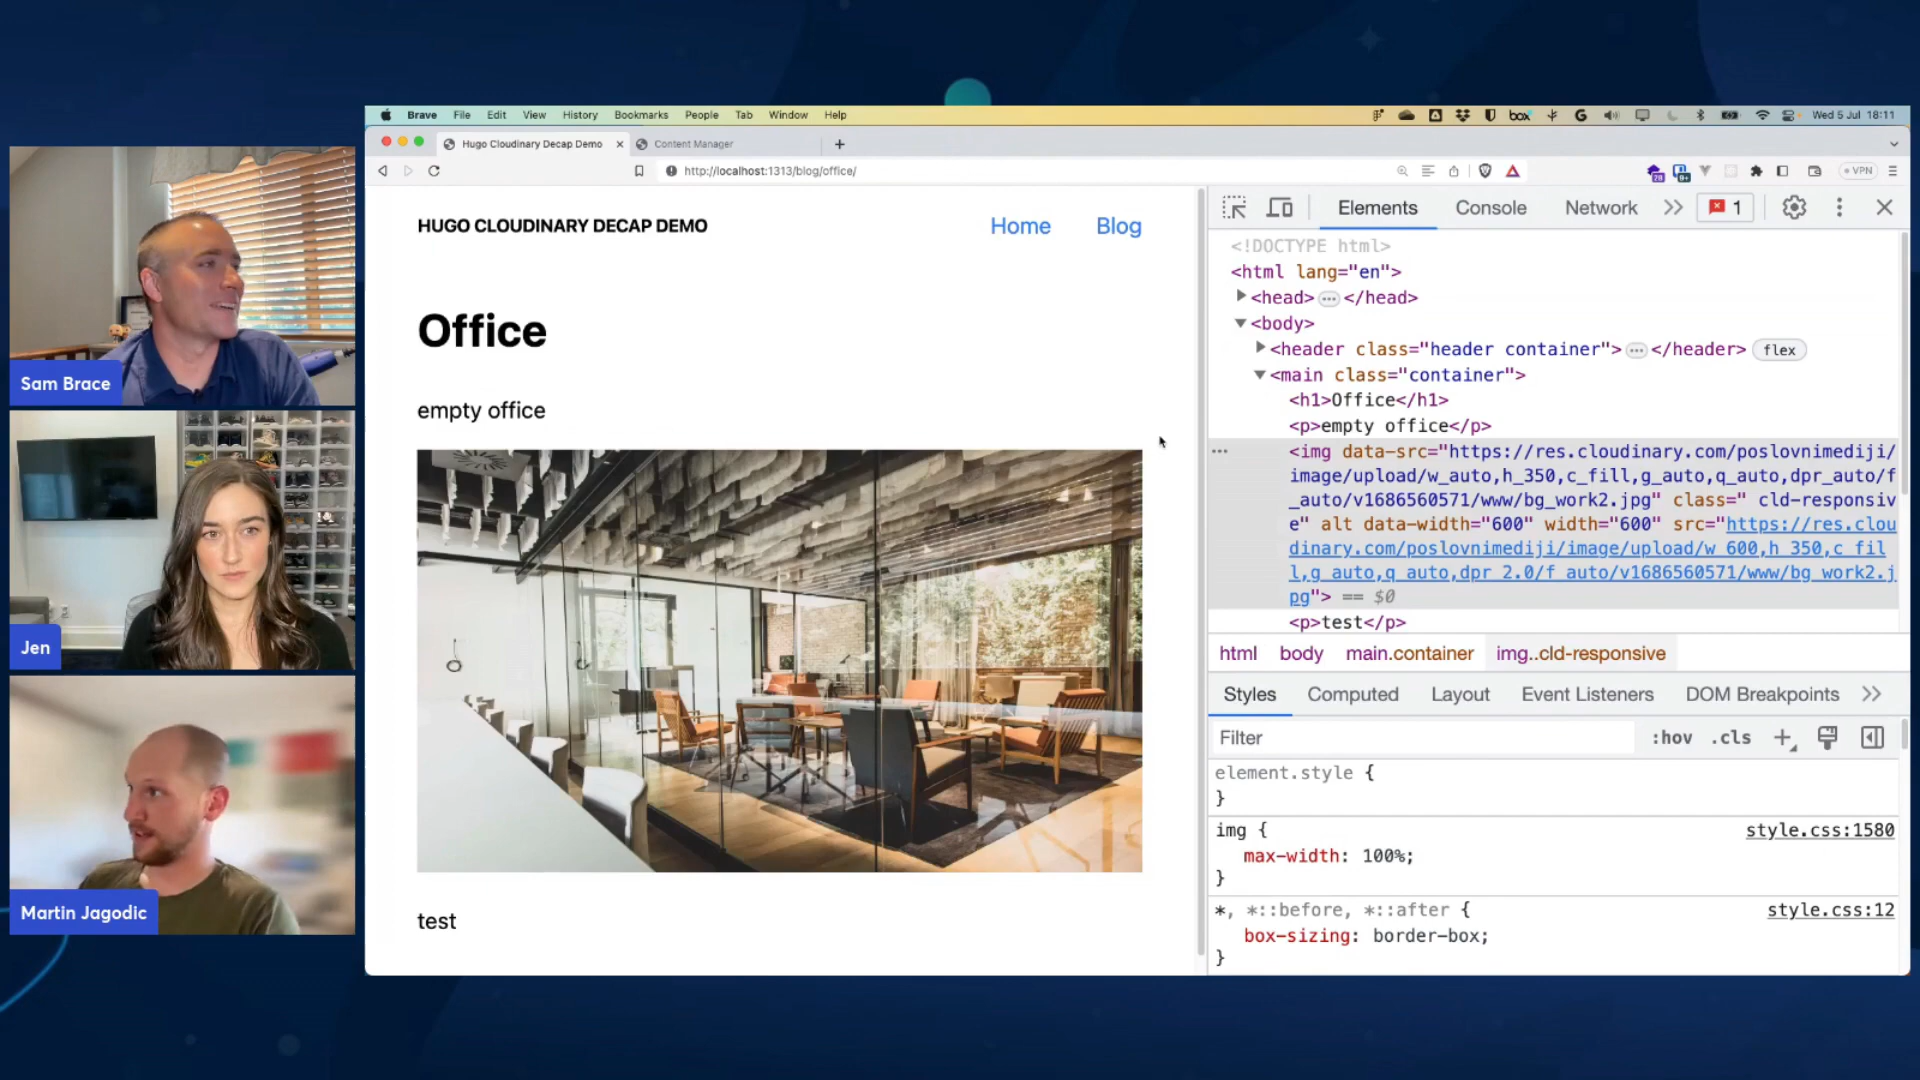 Brave File Edit View History Bookmarks People Tab Window Help
box
Wed 5 Jul 18:11
Hugo Cloudinary Decap Demo
Content Manager
http://localhost:1313/blog/office/
VPN
Sam Brace
Jen
Martin Jagodic
HUGO CLOUDINARY DECAP DEMO
Home
Blog
Office
empty office
test
Elements
Console
Network
1
<!DOCTYPE html>
<html lang="en">
<head> </head>
<body>
<header class="header container"> </header> flex
<main class="container">
<h1>Office</h1>
<p>empty office</p>
<img data-src="https://res.cloudinary.com/poslovnimediji/
image/upload/w_auto,h_350,c_fill,g_auto,q_auto,dpr_auto/f
_auto/v1686560571/www/bg_work2.jpg" class=" cld-responsiv
e" alt data-width="600" width="600" src="https://res.clou
dinary.com/poslovnimediji/image/upload/w_600,h_350,c_fil
l,g_auto,q_auto,dpr_2.0/f_auto/v1686560571/www/bg_work2.j
pg"> == $0
<p>test</p>
html body main.container img..cld-responsive
Styles Computed Layout Event Listeners DOM Breakpoints
Filter
:hov .cls
element.style {
}
img {
style.css:1580
max-width: 100%;
}
*, *::before, *::after {
style.css:12
box-sizing: border-box;
}